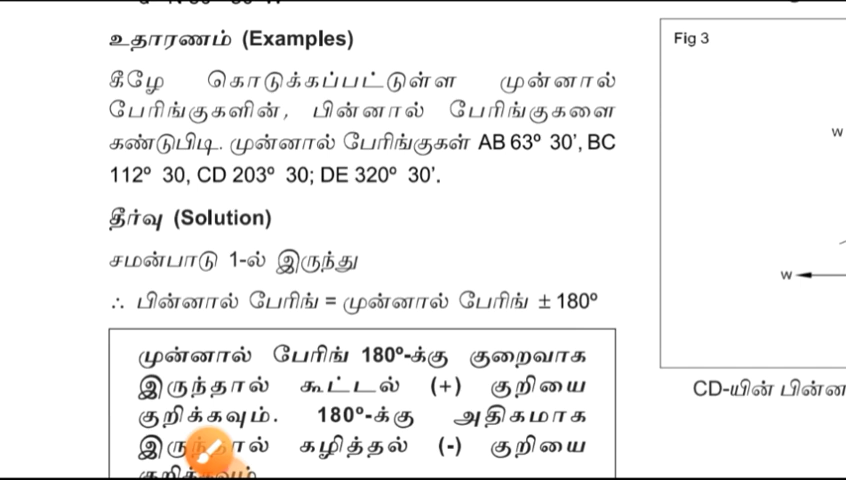 உதாரணம் (Examples)
கீழே கொடுக்கப்பட்டுள்ள முன்னால்
பேரிங்குகளின், பின்னால் பேரிங்குகளை
கண்டுபிடி. முன்னால் பேரிங்குகள் AB 63º 30’, BC
112º 30, CD 203º 30; DE 320º 30’.
தீர்வு (Solution)
சமன்பாடு 1-ல் இருந்து
∴ பின்னால் பேரிங் = முன்னால் பேரிங் ± 180º
முன்னால் பேரிங் 180º-க்கு குறைவாக
இருந்தால் கூட்டல் (+) குறியை
குறிக்கவும். 180º-க்கு அதிகமாக
இருந்தால் கழித்தல் (-) குறியை
குறிக்கவும்
Fig 3
W
W
CD-யின் பின்ன